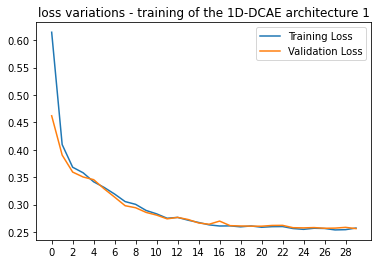 loss variations - training of the 1D-DCAE architecture 1
Training Loss
Validation Loss
0.60
0.55
0.50
0.45
0.40
0.35
0.30
0.25
0 2 4 6 8 10 12 14 16 18 20 22 24 26 28